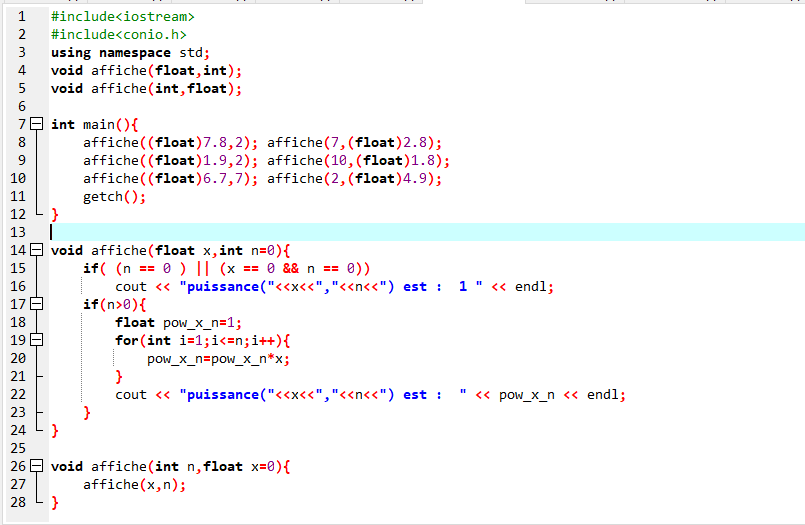 1 #include<iostream>
2 #include<conio.h>
3 using namespace std;
4 void affiche(float,int);
5 void affiche(int,float);
6
7 int main(){
8     affiche((float)7.8,2); affiche(7,(float)2.8);
9     affiche((float)1.9,2); affiche(10,(float)1.8);
10     affiche((float)6.7,7); affiche(2,(float)4.9);
11     getch();
12 }
13
14 void affiche(float x,int n=0){
15     if( (n == 0 ) || (x == 0 && n == 0))
16         cout << "puissance("<<x<<","<<n<<") est :  1 " << endl;
17     if(n>0){
18         float pow_x_n=1;
19         for(int i=1;i<=n;i++){
20             pow_x_n=pow_x_n*x;
21         }
22         cout << "puissance("<<x<<","<<n<<") est :  " << pow_x_n << endl;
23     }
24 }
25
26 void affiche(int n,float x=0){
27     affiche(x,n);
28 }